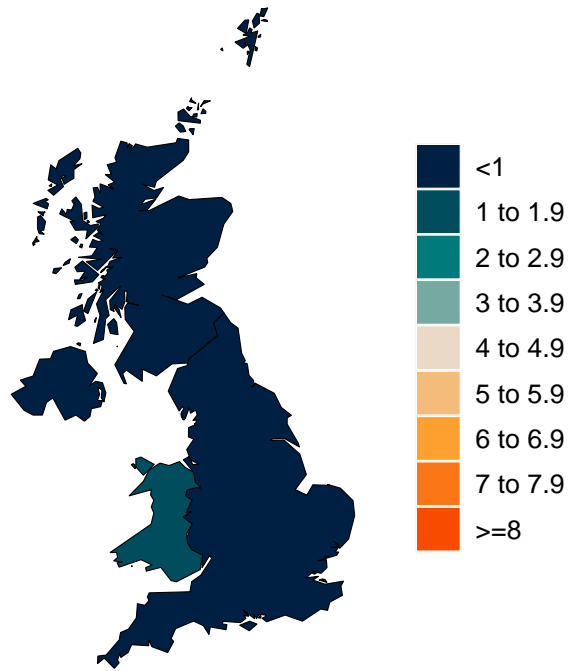 <1
1 to 1.9
2 to 2.9
3 to 3.9
4 to 4.9
5 to 5.9
6 to 6.9
7 to 7.9
>=8